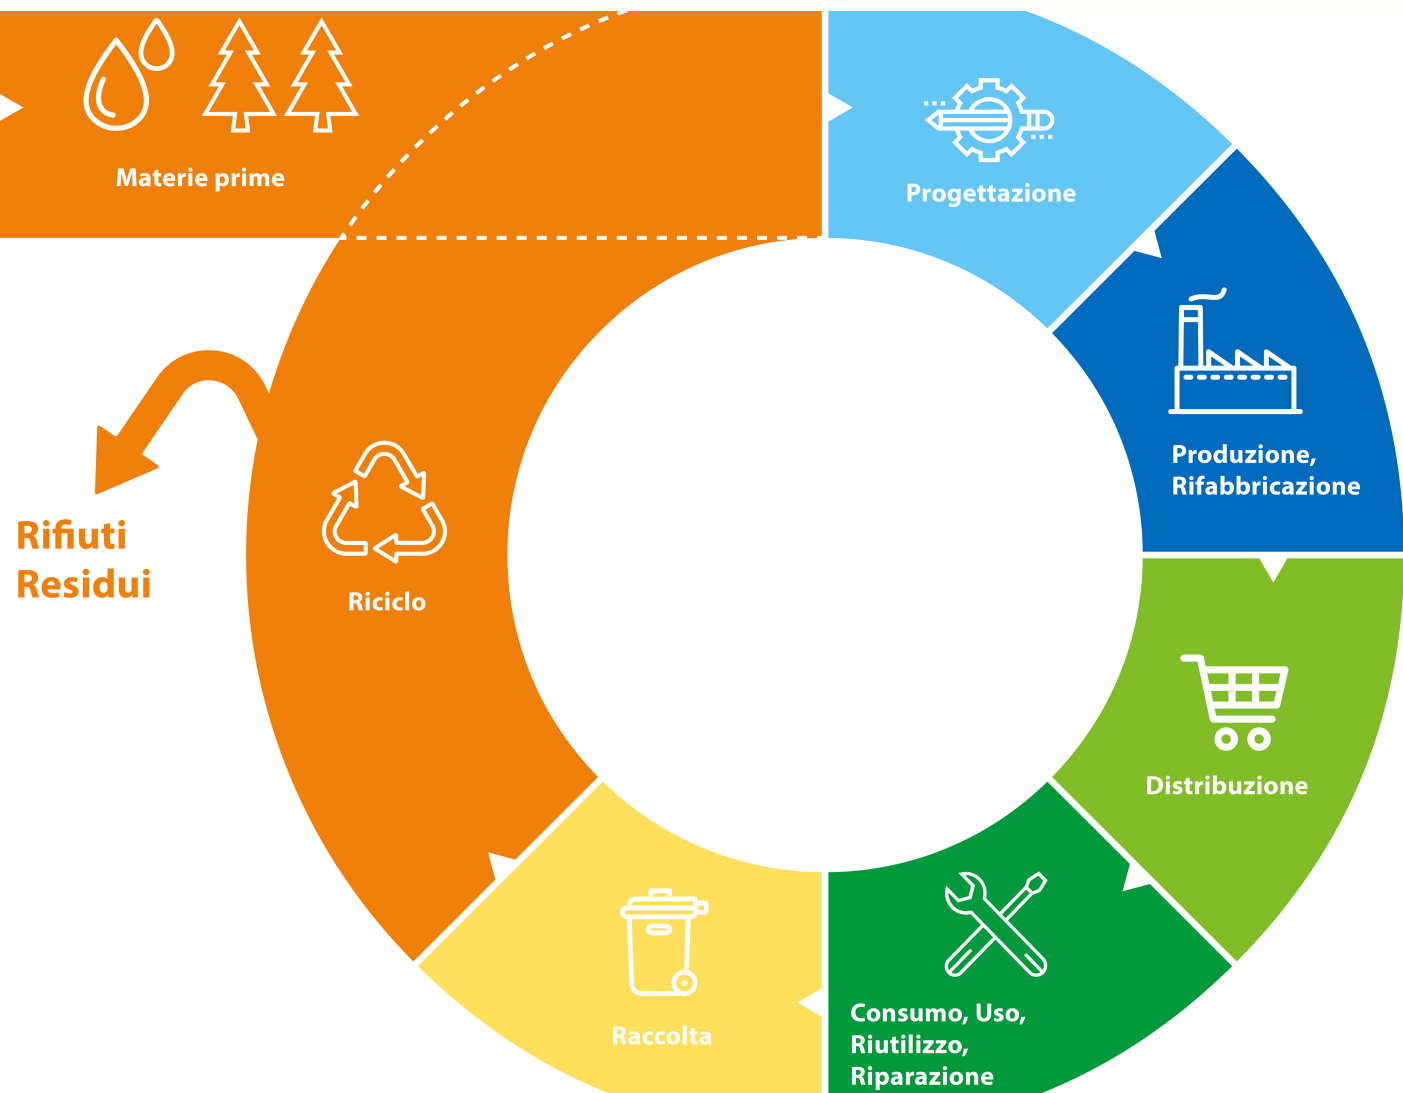 Materie prime
Progettazione
Produzione,
Rifabbricazione
Distribuzione
Consumo, Uso,
Riutilizzo,
Riparazione
Raccolta
Riciclo
Rifiuti
Residui